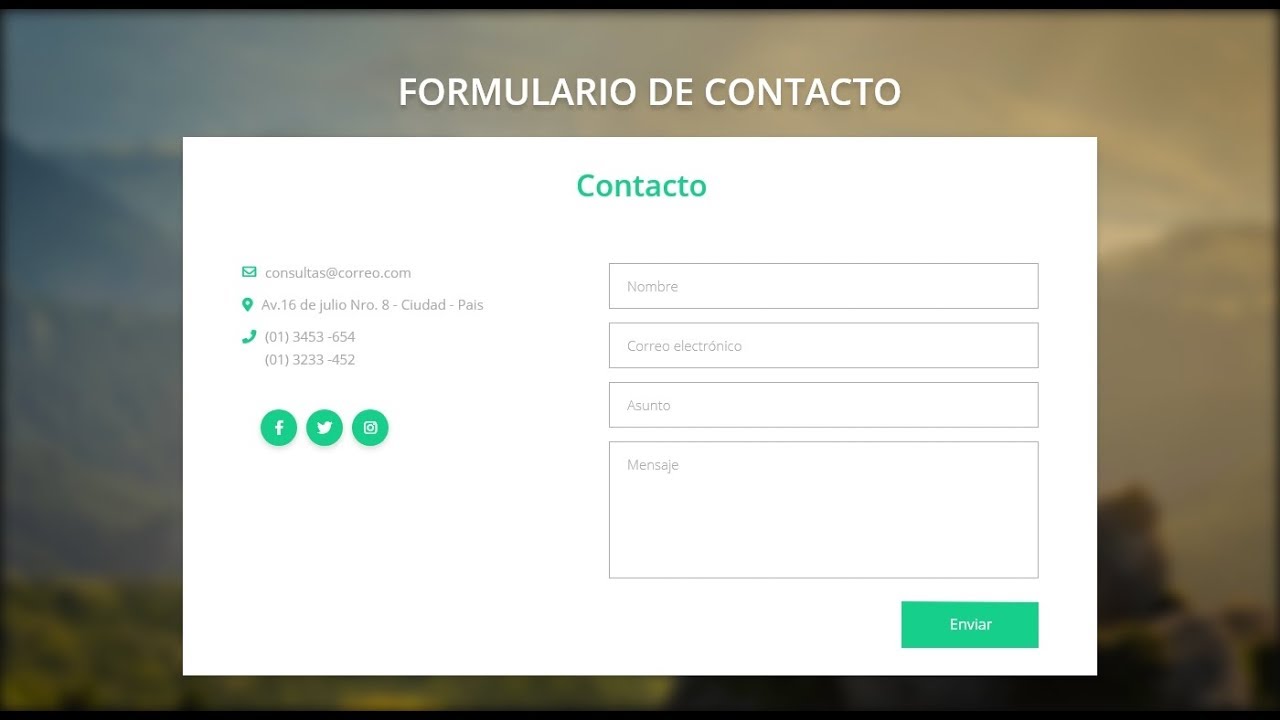 FORMULARIO DE CONTACTO
Contacto
consultas@correo.com
Av.16 de julio Nro. 8 - Ciudad - Pais
(01) 3453 -654
(01) 3233 -452
Nombre
Correo electrónico
Asunto
Mensaje
Enviar